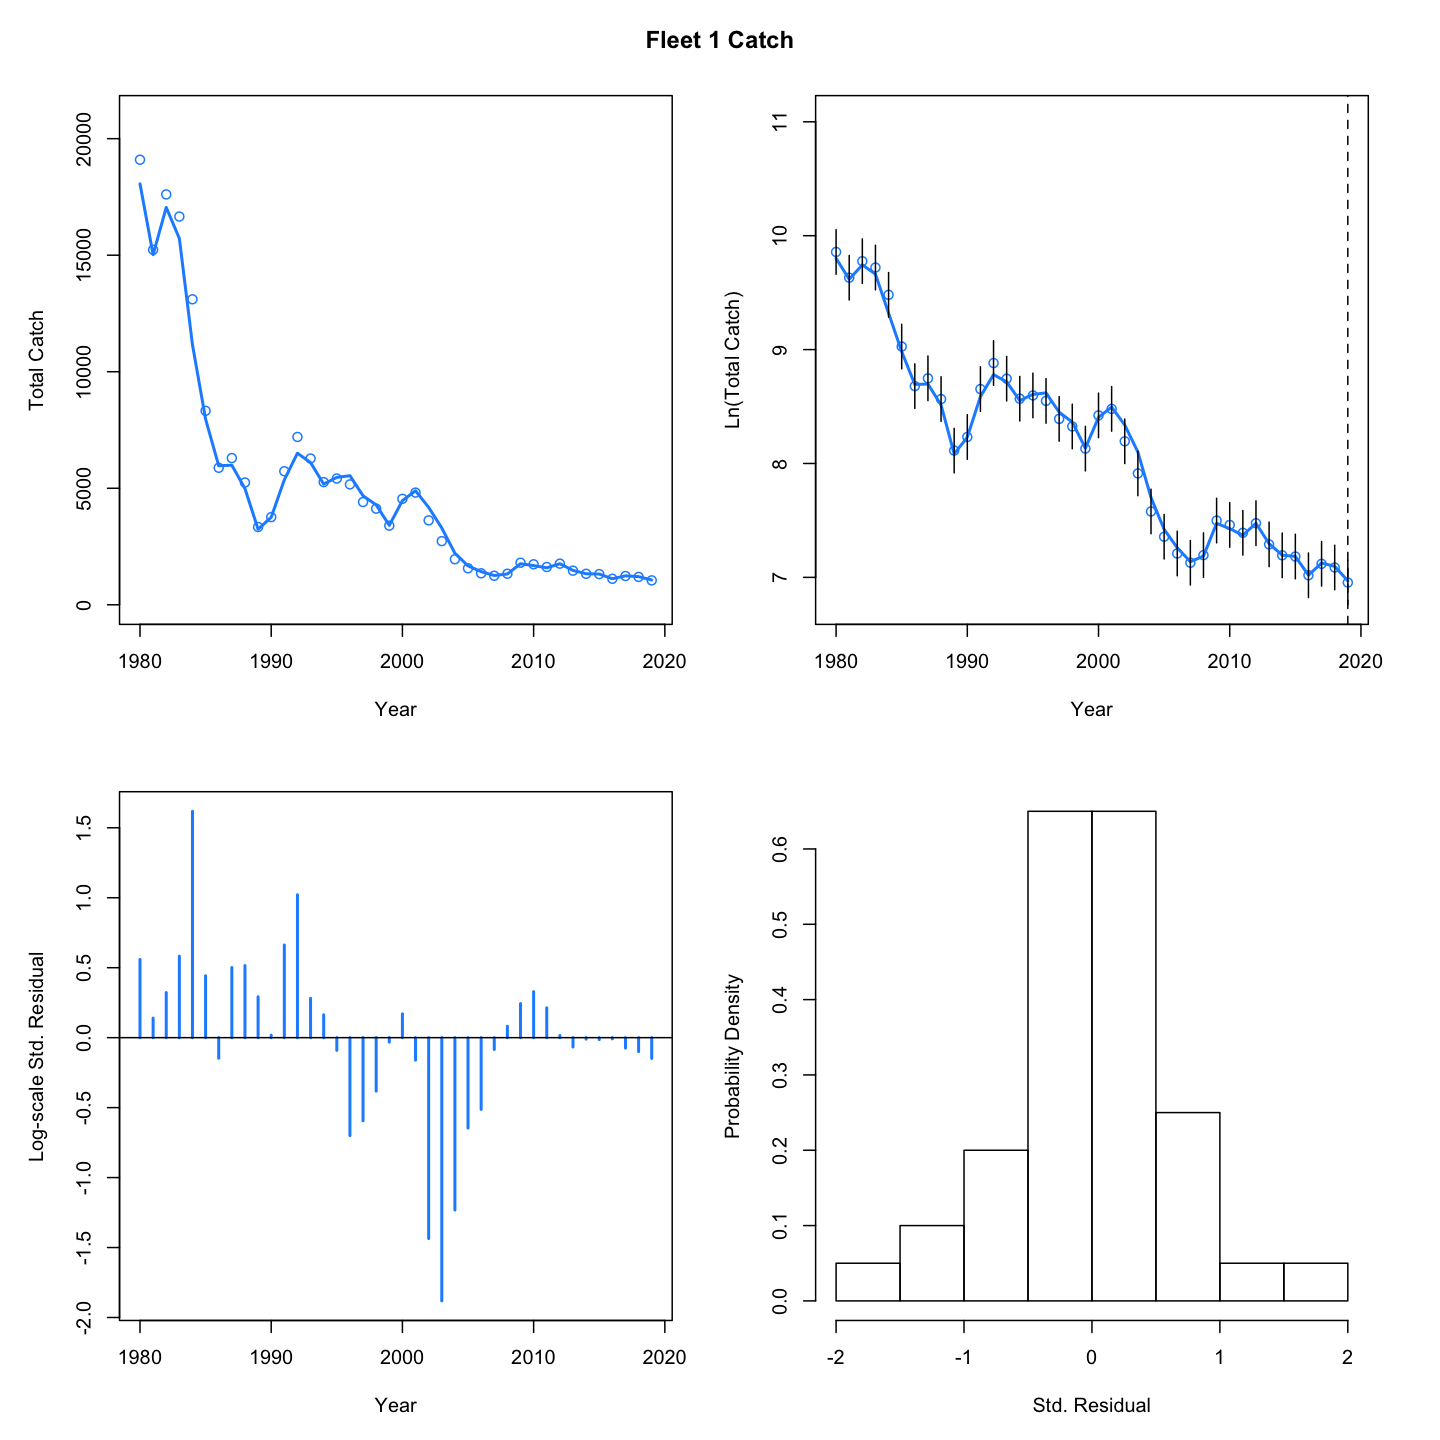 Fleet 1 Catch
Total Catch
20000
15000
10000
5000
0
1980 1990 2000 2010 2020
Year
Ln(Total Catch)
11
10
9
8
7
1980 1990 2000 2010 2020
Year
Log-scale Std. Residual
1.5
1.0
0.5
0.0
-0.5
-1.0
-1.5
-2.0
1980 1990 2000 2010 2020
Year
Probability Density
0.6
0.5
0.4
0.3
0.2
0.1
0.0
-2 -1 0 1 2
Std. Residual